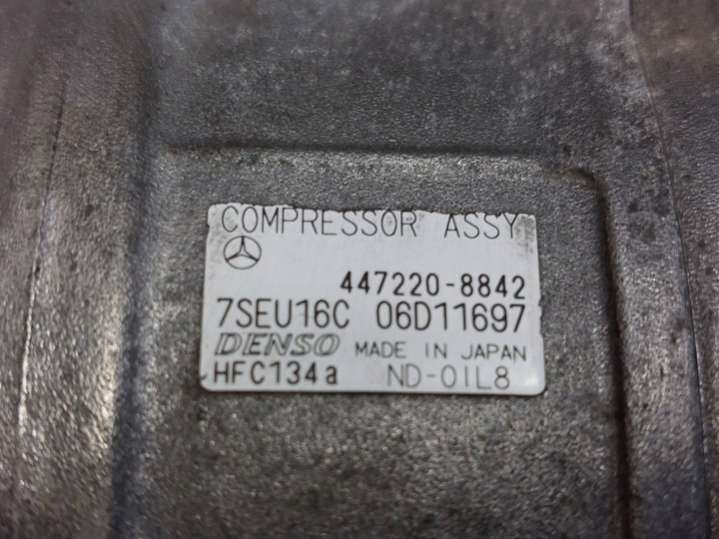 COMPRESSOR ASSY
447220-8842
7SEU16C 06D11697
DENSO MADE IN JAPAN
HFC134a ND-OIL8